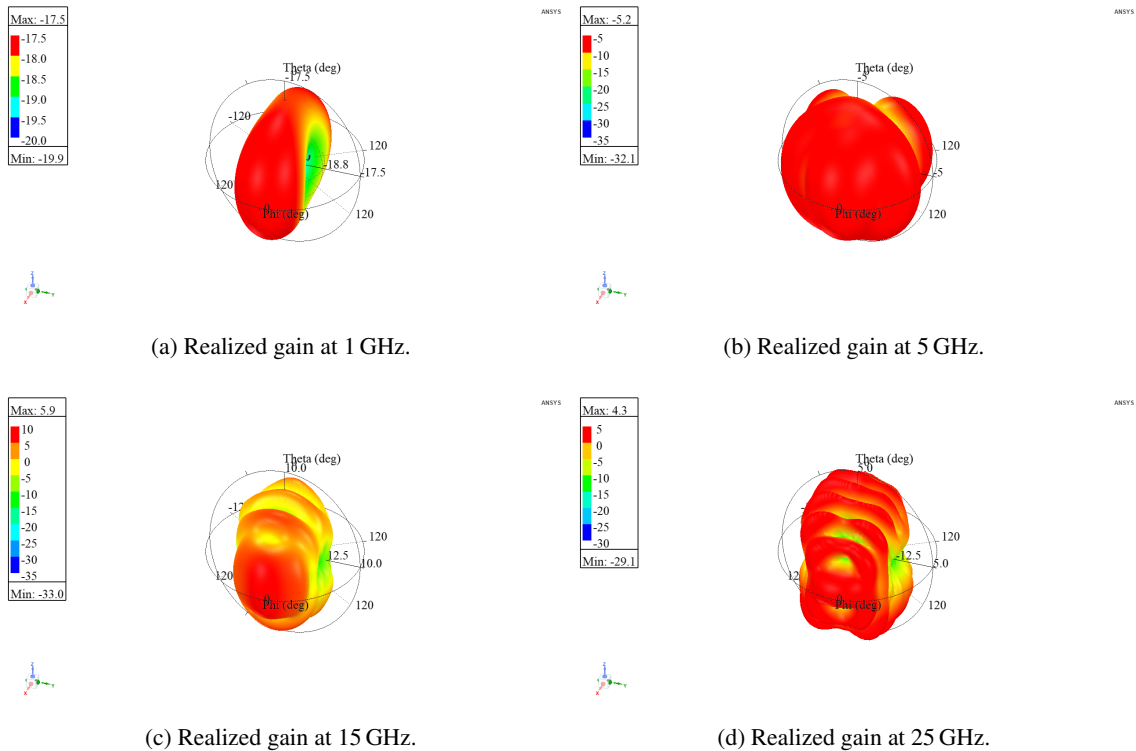 ANSYS
Max: -17.5
-17.5
-18.0
-18.5
-19.0
-19.5
-20.0
Min: -19.9
Theta (deg)
-17.5
-120
120
-18.8
-17.5
120
120
0
Phi (deg)
Z
Y
X
(a) Realized gain at 1 GHz.
ANSYS
Max: -5.2
-5
-10
-15
-20
-25
-30
-35
Min: -32.1
Theta (deg)
-5
120
-5
120
0
Phi (deg)
Z
Y
X
(b) Realized gain at 5 GHz.
ANSYS
Max: 5.9
10
5
0
-5
-10
-15
-20
-25
-30
-35
Min: -33.0
Theta (deg)
10.0
120
12.5
10.0
120
120
0
Phi (deg)
Z
Y
X
(c) Realized gain at 15 GHz.
ANSYS
Max: 4.3
5
0
-5
-10
-15
-20
-25
-30
Min: -29.1
Theta (deg)
5.0
120
-12.5
5.0
120
120
0
Phi (deg)
Z
Y
X
(d) Realized gain at 25 GHz.